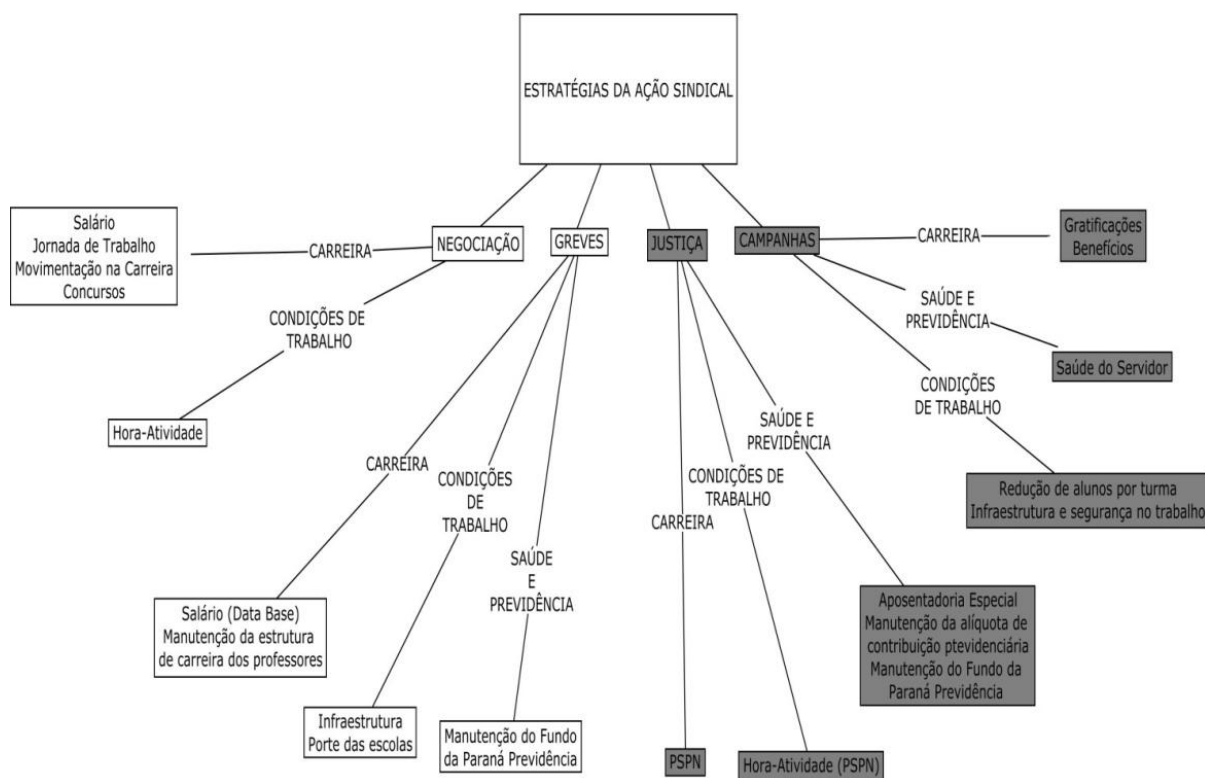 ESTRATÉGIAS DA AÇÃO SINDICAL
Salário
Jornada de Trabalho
Movimentação na Carreira
Concursos
CARREIRA
NEGOCIAÇÃO
GREVES
JUSTIÇA
CAMPANHAS
CARREIRA
Gratificações
Benefícios
CONDIÇÕES DE
TRABALHO
Hora-Atividade
SAÚDE E
PREVIDÊNCIA
Saúde do Servidor
CONDIÇÕES
DE TRABALHO
Redução de alunos por turma
Infraestrutura e segurança no trabalho
CARREIRA
Salário (Data Base)
Manutenção da estrutura
de carreira dos professores
CONDIÇÕES
DE
TRABALHO
Infraestrutura
Porte das escolas
SAÚDE
E
PREVIDÊNCIA
Manutenção do Fundo
da Paraná Previdência
CARREIRA
PSPN
CONDIÇÕES DE
TRABALHO
Hora-Atividade (PSPN)
SAÚDE E
PREVIDÊNCIA
Aposentadoria Especial
Manutenção da alíquota de
contribuição ptevidenciária
Manutenção do Fundo da
Paraná Previdência